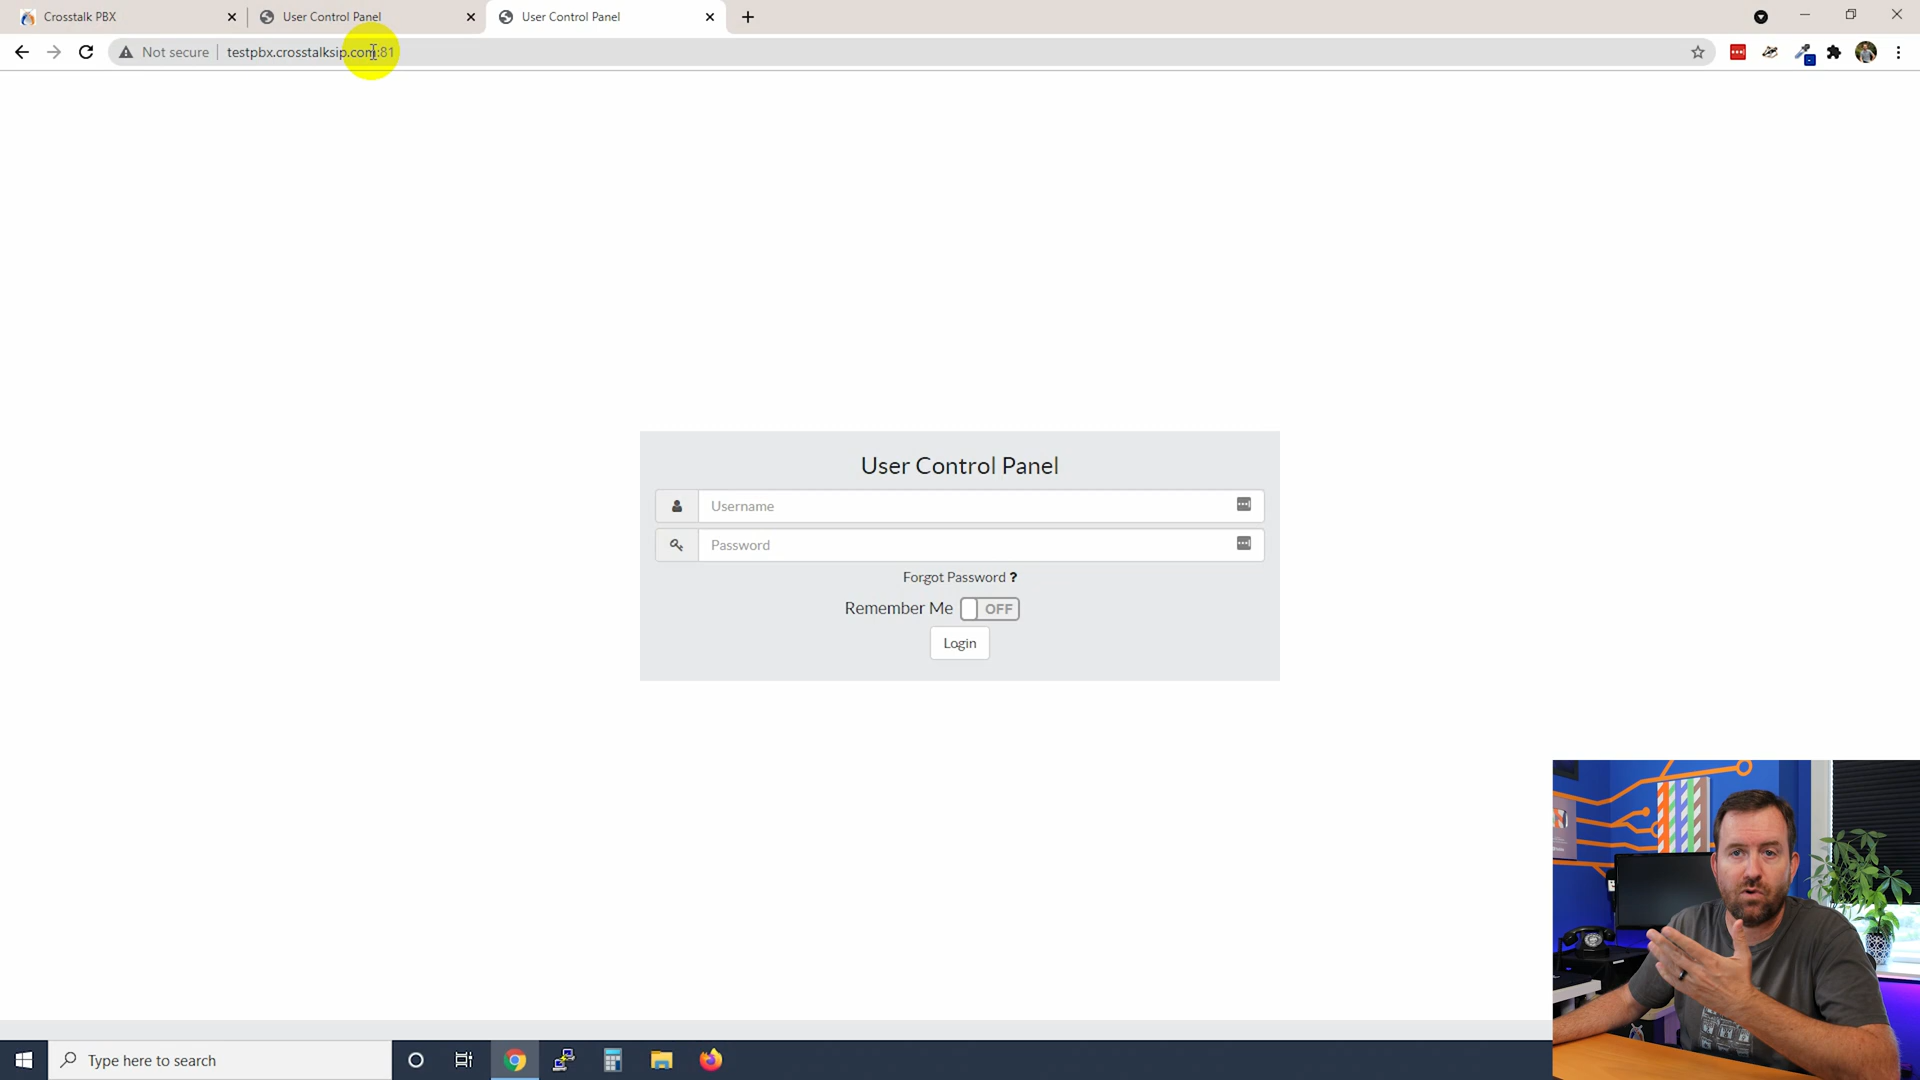 Crosstalk PBX
User Control Panel
User Control Panel
Not secure
testpbx.crosstalksip.com:81
User Control Panel
Username
Password
Forgot Password ?
Remember Me
OFF
Login
Type here to search